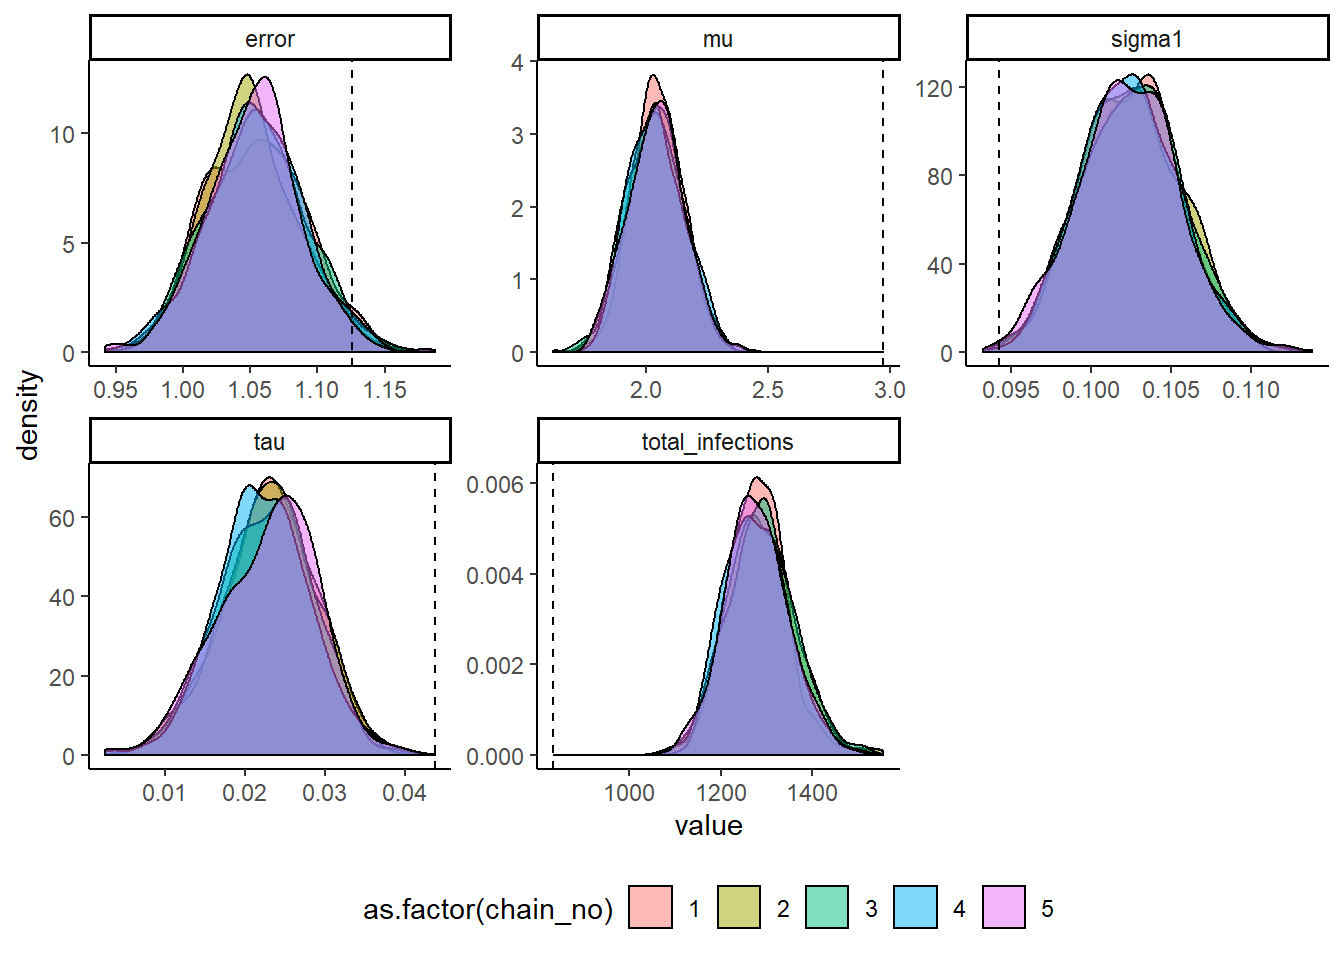 error
mu
sigma1
10
5
0
0.95 1.00 1.05 1.10 1.15
4
3
2
1
0
2.0 2.5 3.0
120
80
40
0
0.095 0.100 0.105 0.110
density
tau
total_infections
60
40
20
0
0.01 0.02 0.03 0.04
0.006
0.004
0.002
0.000
1000 1200 1400
value
as.factor(chain_no) 1 2 3 4 5